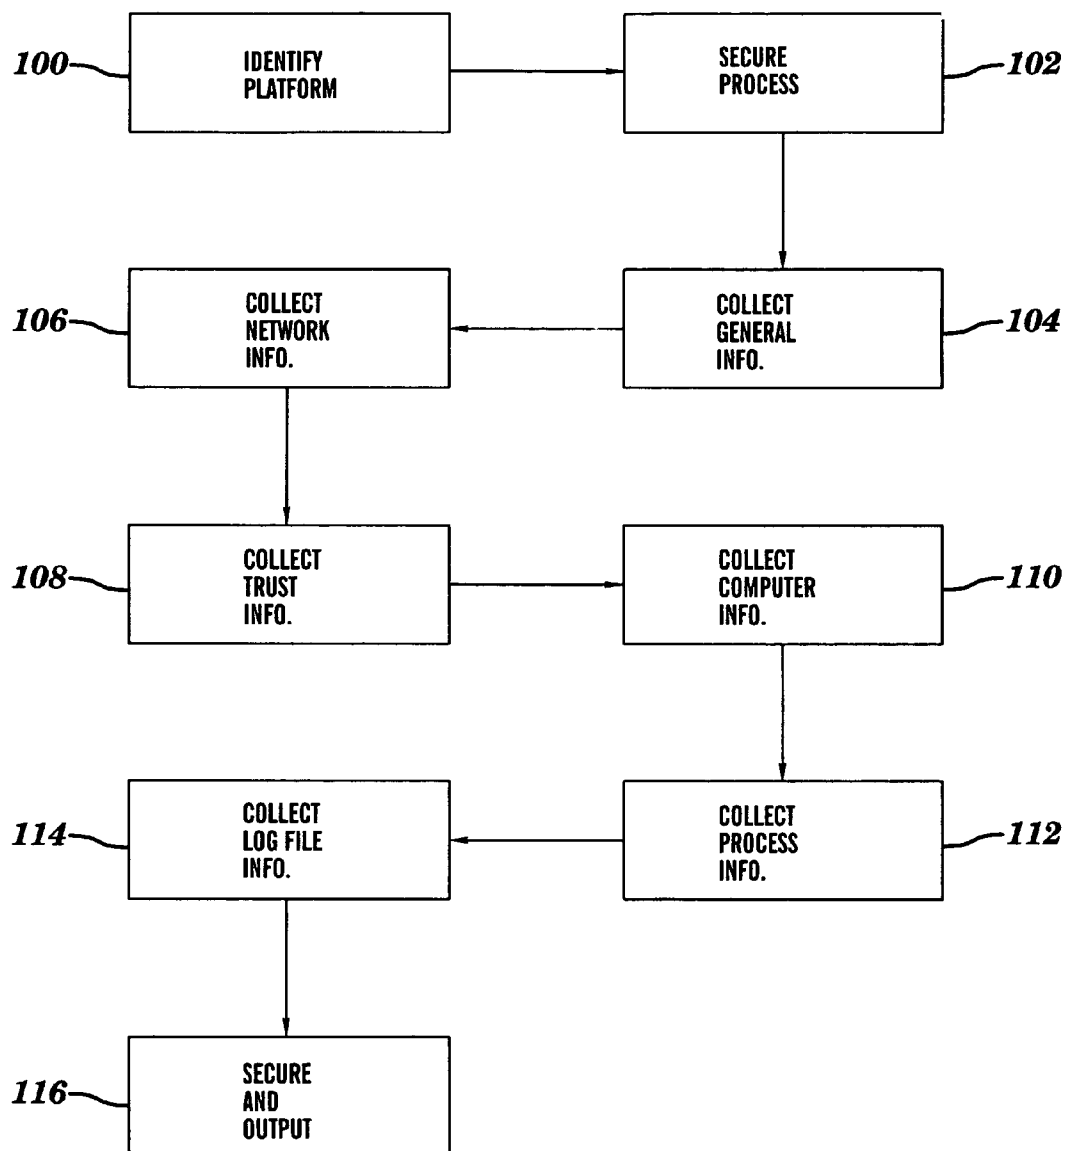 100
IDENTIFY
PLATFORM
SECURE
PROCESS
102
106
COLLECT
NETWORK
INFO.
COLLECT
GENERAL
INFO.
104
108
COLLECT
TRUST
INFO.
COLLECT
COMPUTER
INFO.
110
114
COLLECT
LOG FILE
INFO.
COLLECT
PROCESS
INFO.
112
116
SECURE
AND
OUTPUT